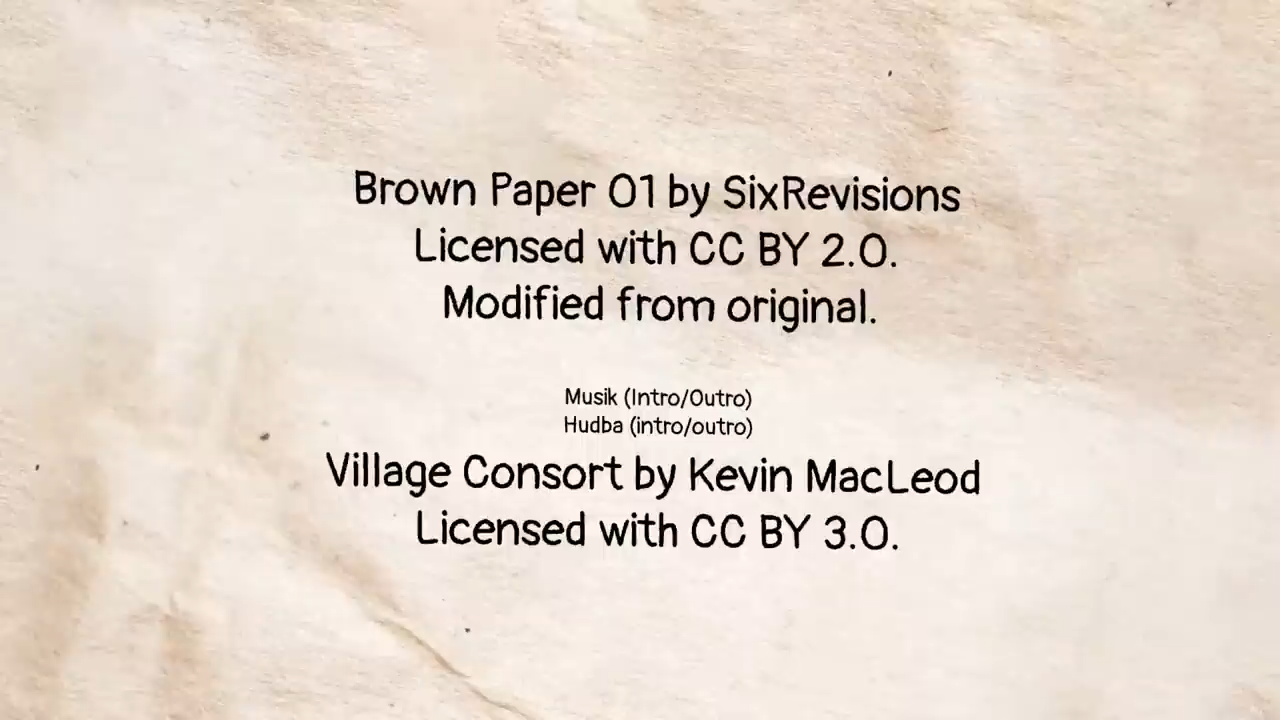 Brown Paper 01 by SixRevisions
Licensed with CC BY 2.0.
Modified from original.
Musik (Intro/Outro)
Hudba (intro/outro)
Village Consort by Kevin MacLeod
Licensed with CC BY 3.0.